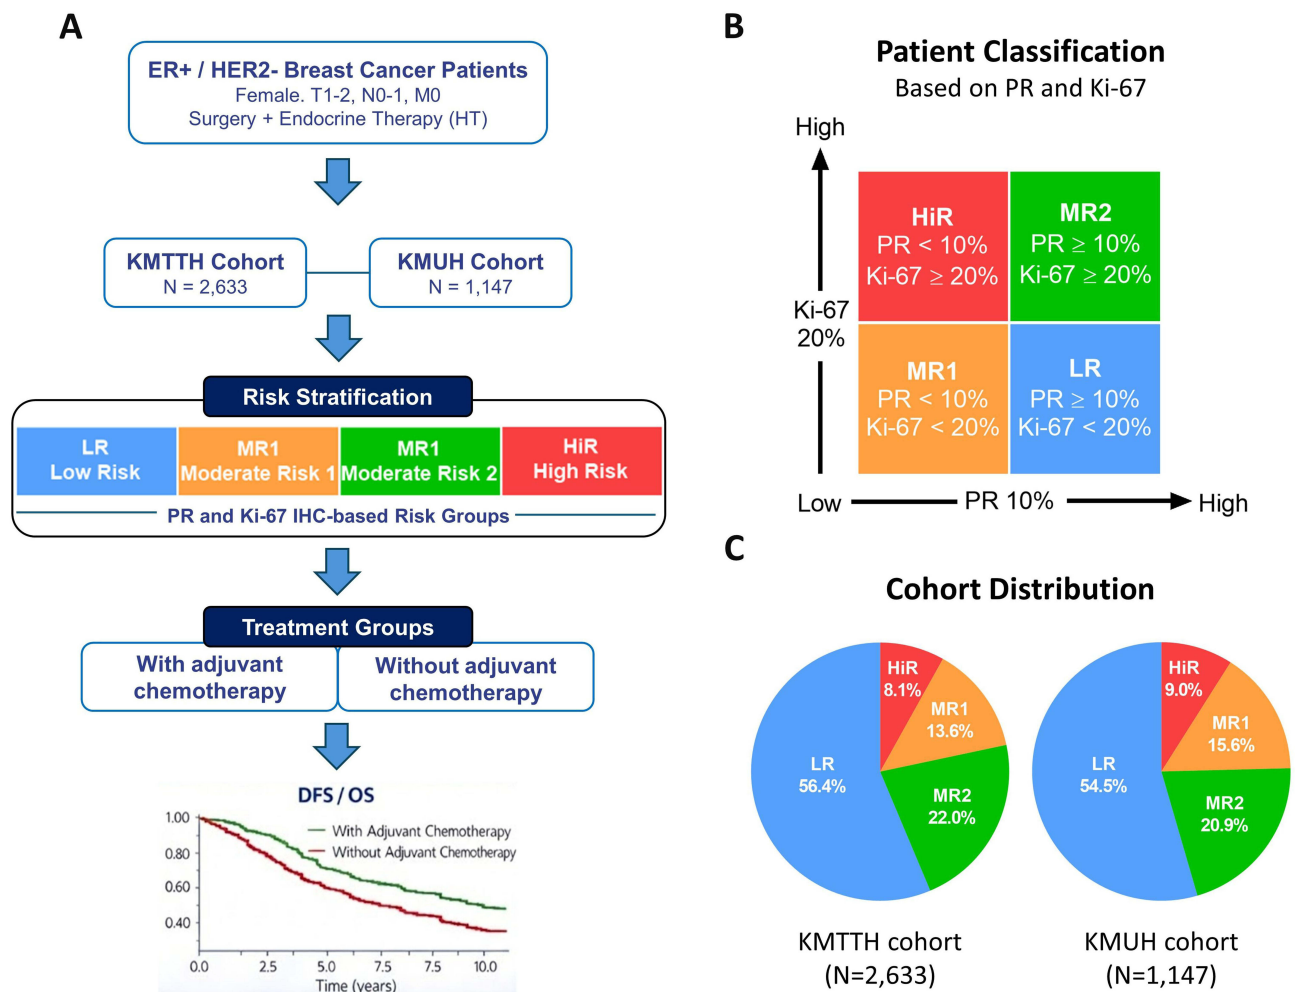 A
ER+ / HER2- Breast Cancer Patients
Female. T1-2, N0-1, M0
Surgery + Endocrine Therapy (HT)
KMTTH Cohort
N = 2,633
KMUH Cohort
N = 1,147
Risk Stratification
LR
Low Risk
MR1
Moderate Risk 1
MR1
Moderate Risk 2
HiR
High Risk
PR and Ki-67 IHC-based Risk Groups
Treatment Groups
With adjuvant
chemotherapy
Without adjuvant
chemotherapy
DFS / OS
1.00
0.80
0.60
0.40
With Adjuvant Chemotherapy
Without Adjuvant Chemotherapy
0.0 2.5 5.0 7.5 7.5 10.0
Time (years)
B
Patient Classification
Based on PR and Ki-67
High
Ki-67
20%
Low
PR 10%
High
HiR
PR < 10%
Ki-67 ≥ 20%
MR2
PR ≥ 10%
Ki-67 ≥ 20%
MR1
PR < 10%
Ki-67 < 20%
LR
PR ≥ 10%
Ki-67 < 20%
C
Cohort Distribution
HiR
8.1%
MR1
13.6%
MR2
22.0%
LR
56.4%
KMTTH cohort
(N=2,633)
HiR
9.0%
MR1
15.6%
MR2
20.9%
LR
54.5%
KMUH cohort
(N=1,147)